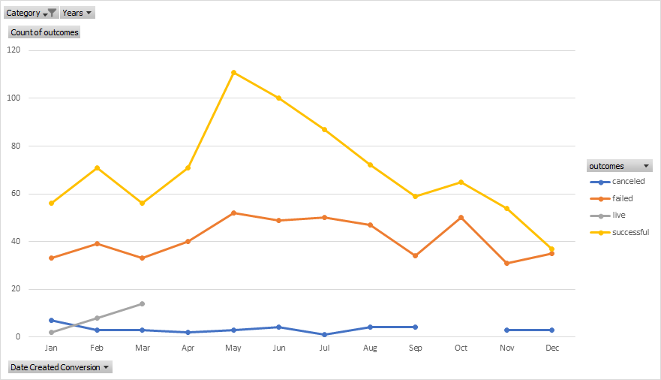 Category Years
Count of outcomes
120
100
80
60
40
20
0
Jan Feb Mar Apr May Jun Jul Aug Sep Oct Nov Dec
outcomes
canceled
failed
live
successful
Date Created Conversion